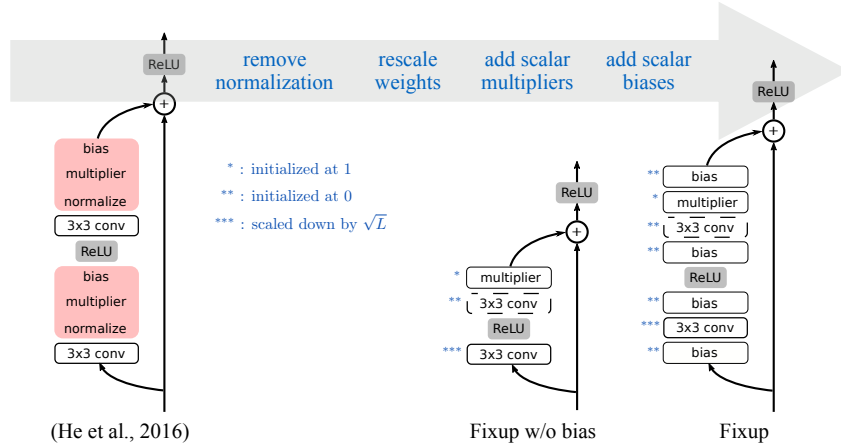 remove
normalization
rescale
weights
add scalar
multipliers
add scalar
biases
ReLU
+
bias
multiplier
normalize
3x3 conv
ReLU
bias
multiplier
normalize
3x3 conv
(He et al., 2016)
* : initialized at 1
** : initialized at 0
*** : scaled down by √L
ReLU
+
* multiplier
** 3x3 conv
ReLU
*** 3x3 conv
Fixup w/o bias
ReLU
+
** bias
* multiplier
** 3x3 conv
** bias
ReLU
** bias
*** 3x3 conv
** bias
Fixup